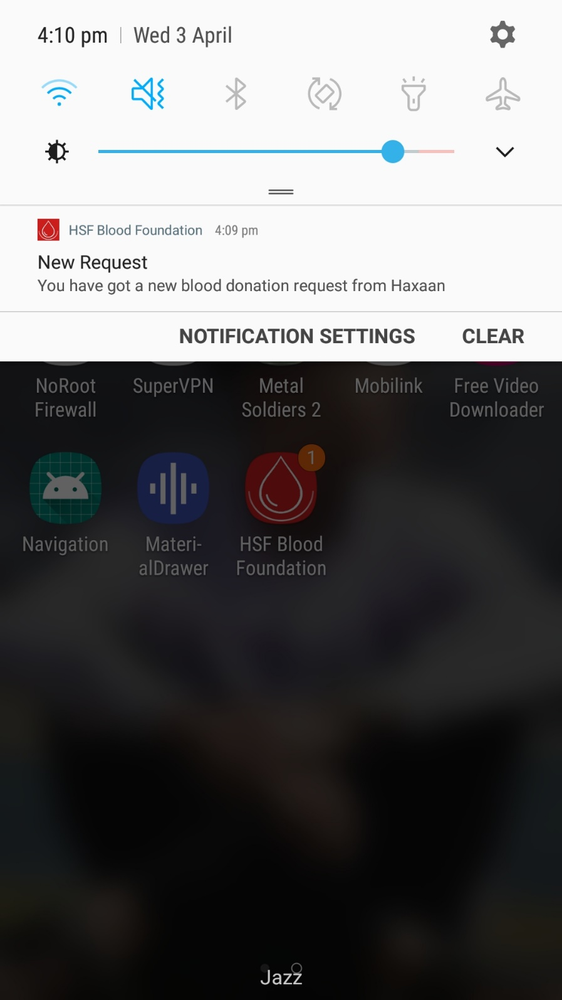 4:10 pm | Wed 3 April
HSF Blood Foundation 4:09 pm
New Request
You have got a new blood donation request from Haxaan
NOTIFICATION SETTINGS CLEAR
NoRoot SuperVPN Metal Mobilink Free Video
Firewall Soldiers 2 Downloader
1
Navigation Materi- HSF Blood
alDrawer Foundation
Jazz